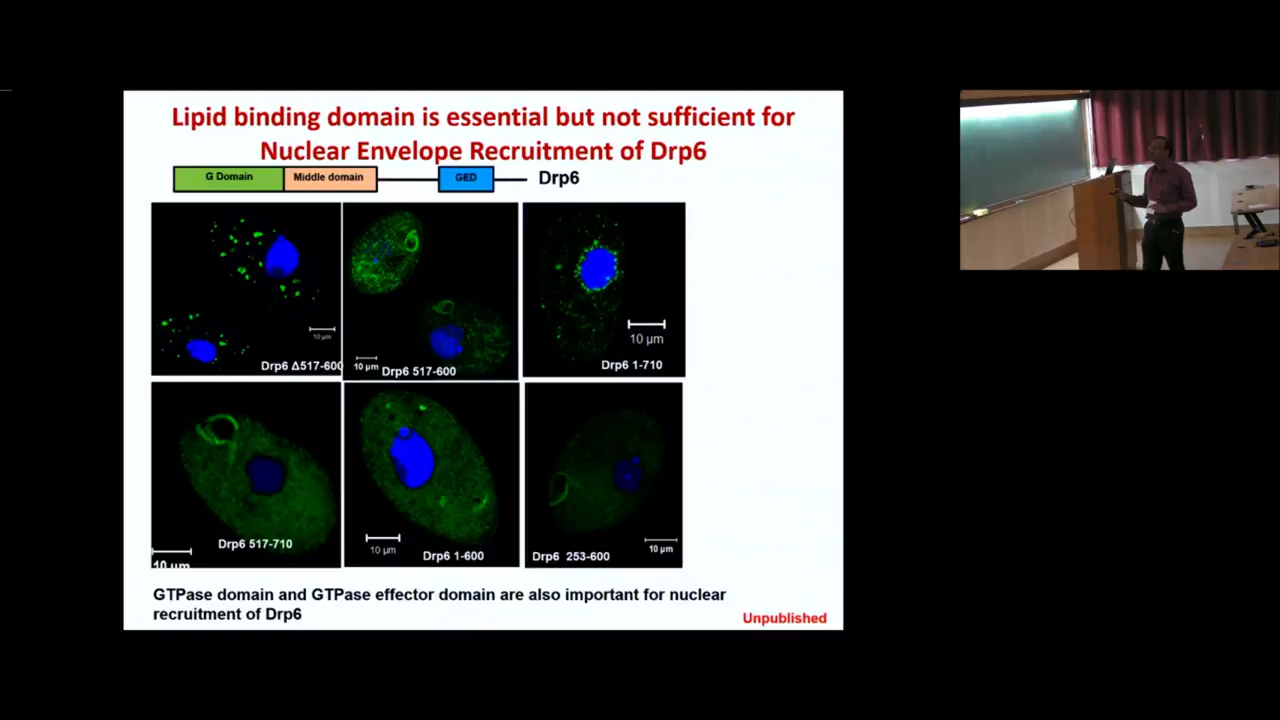 Lipid binding domain is essential but not sufficient for
Nuclear Envelope Recruitment of Drp6
G Domain
Middle domain
GED
Drp6
10 µm
Drp6 Δ517-600
10 µm
Drp6 517-600
10 µm
Drp6 1-710
10 µm
Drp6 517-710
10 µm
Drp6 1-600
10 µm
Drp6 253-600
GTPase domain and GTPase effector domain are also important for nuclear
recruitment of Drp6
Unpublished